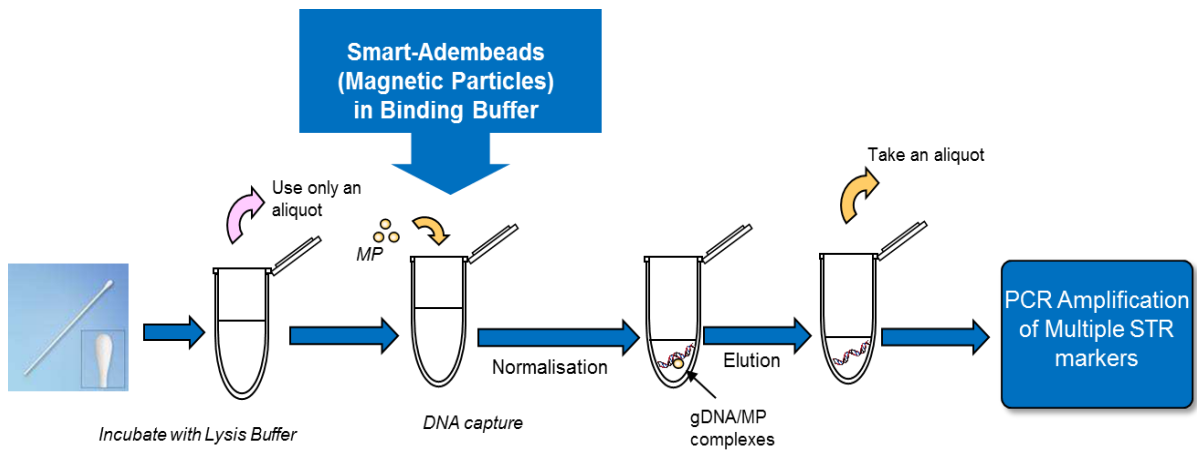 Smart-Adembeads
(Magnetic Particles)
in Binding Buffer
Use only an
aliquot
MP
Take an aliquot
PCR Amplification
of Multiple STR
markers
Normalisation
Elution
Incubate with Lysis Buffer
DNA capture
gDNA/MP
complexes